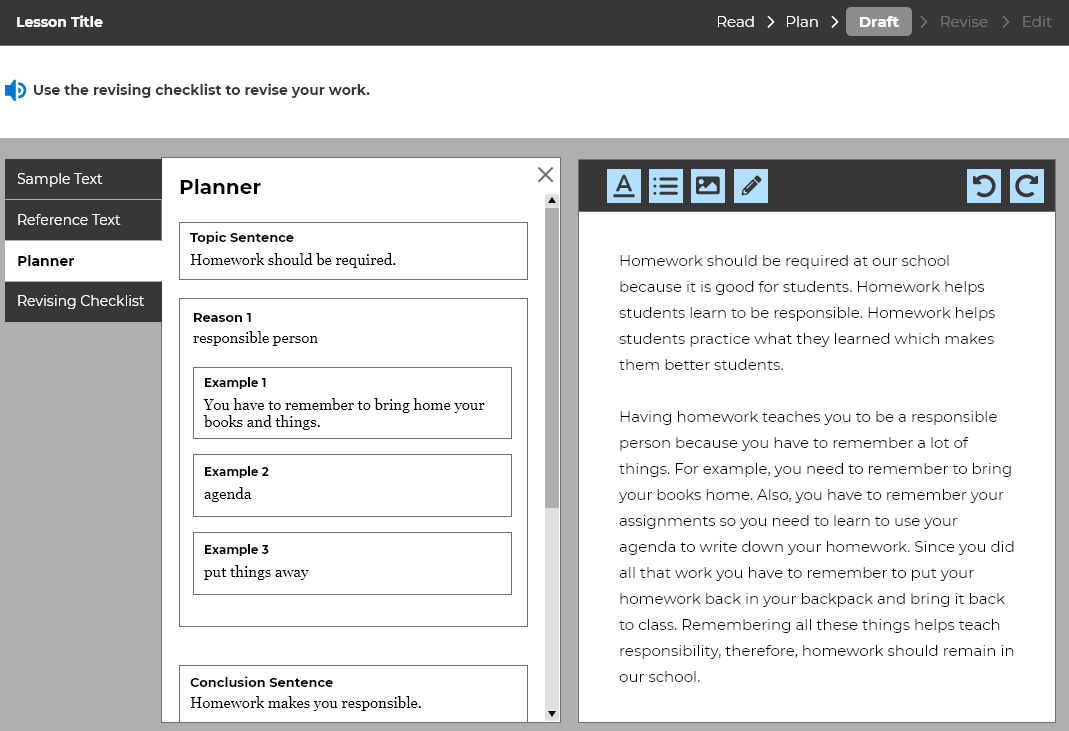 Lesson Title
Read > Plan > Draft > Revise > Edit
Use the revising checklist to revise your work.
Sample Text
Reference Text
Planner
Revising Checklist
Planner
Topic Sentence
Homework should be required.
Reason 1
responsible person
Example 1
You have to remember to bring home your
books and things.
Example 2
agenda
Example 3
put things away
Conclusion Sentence
Homework makes you responsible.
A
Homework should be required at our school
because it is good for students. Homework helps
students learn to be responsible. Homework helps
students practice what they learned which makes
them better students.
Having homework teaches you to be a responsible
person because you have to remember a lot of
things. For example, you need to remember to bring
your books home. Also, you have to remember your
assignments so you need to learn to use your
agenda to write down your homework. Since you did
all that work you have to remember to put your
homework back in your backpack and bring it back
to class. Remembering all these things helps teach
responsibility, therefore, homework should remain in
our school.